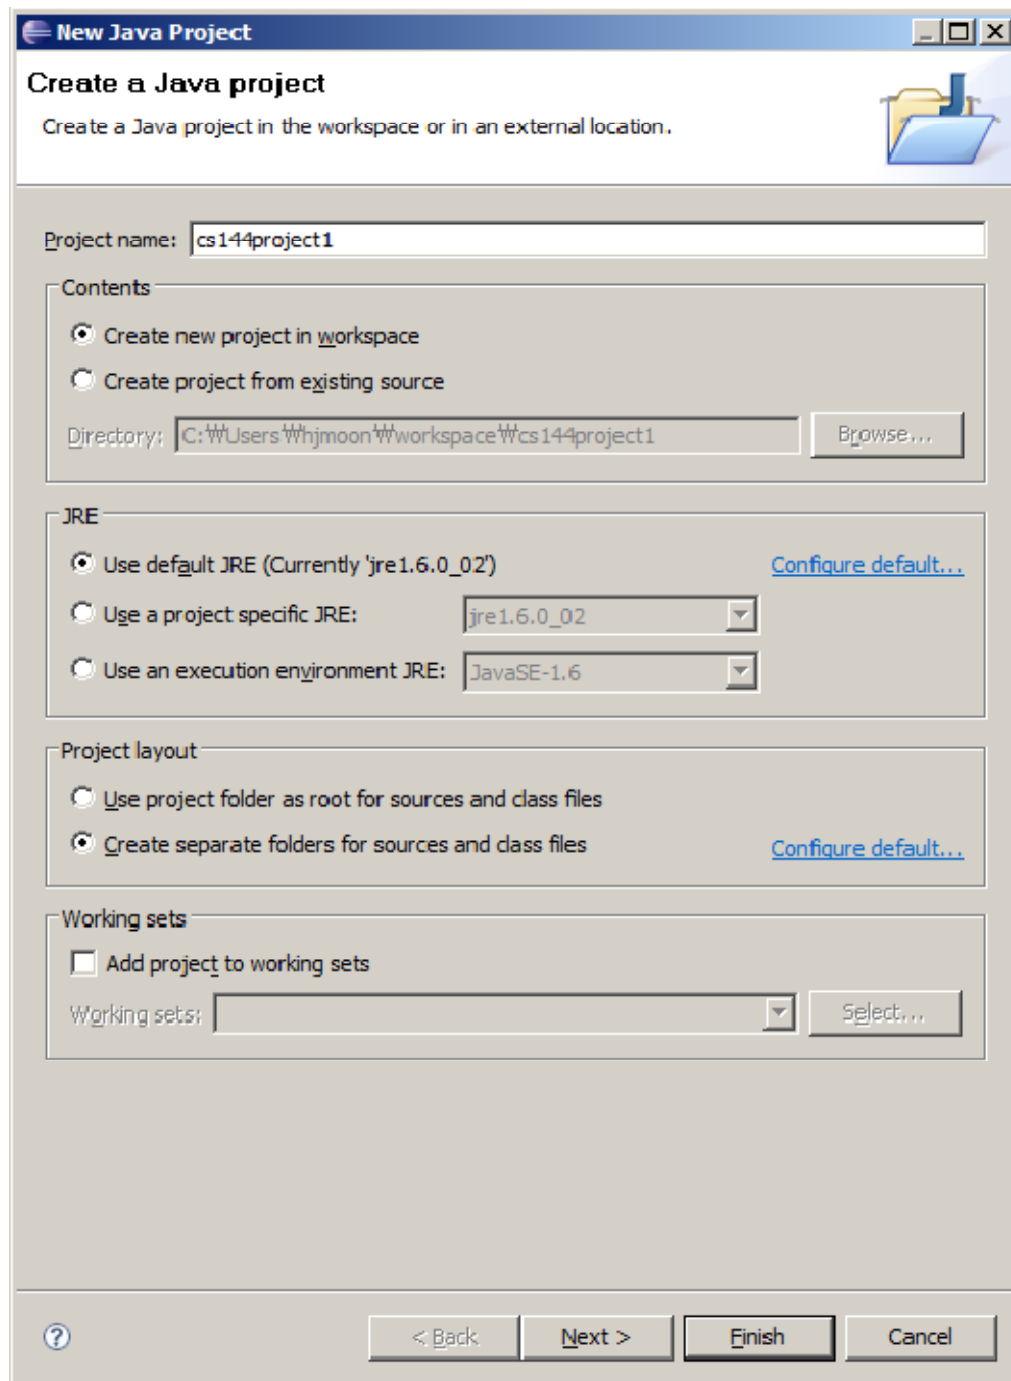 New Java Project
Create a Java project
Create a Java project in the workspace or in an external location.
Project name: cs144project1
Contents
Create new project in workspace
Create project from existing source
Directory: C:₩Users₩hjmoon₩workspace₩cs144project1 Browse...
JRE
Use default JRE (Currently 'jre1.6.0_02') Configure default...
Use a project specific JRE: jre1.6.0_02
Use an execution environment JRE: JavaSE-1.6
Project layout
Use project folder as root for sources and class files
Create separate folders for sources and class files Configure default...
Working sets
Add project to working sets
Working sets: Select...
? < Back Next > Finish Cancel